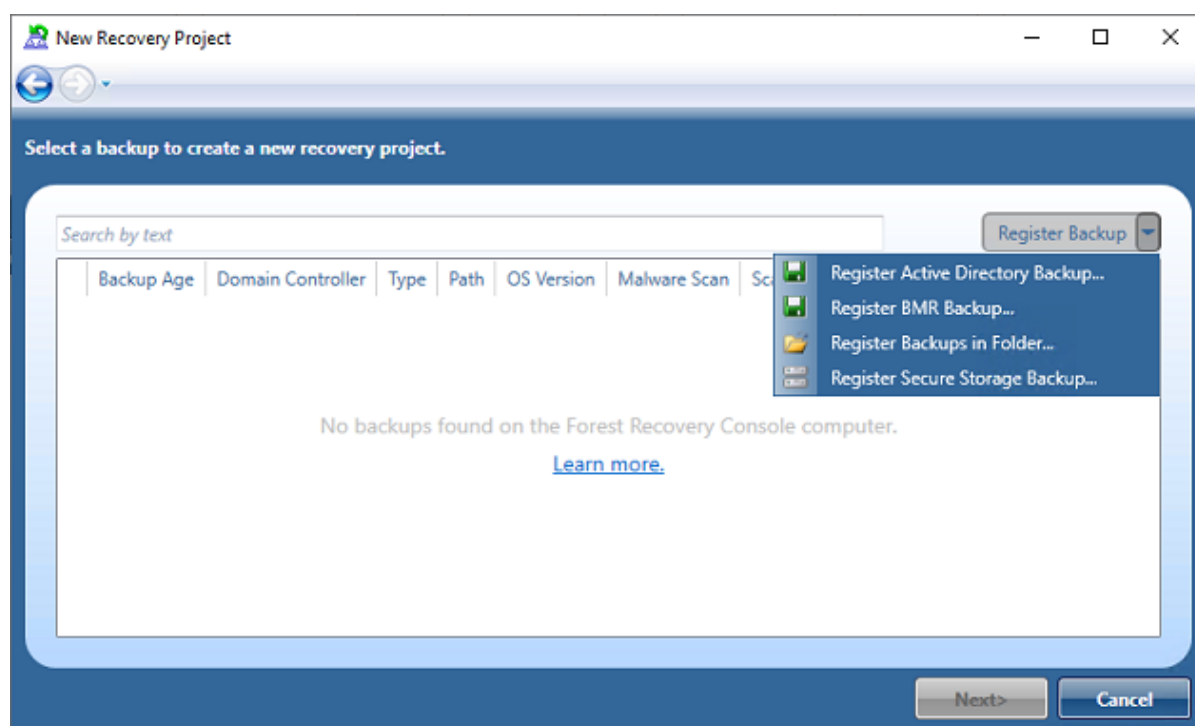 New Recovery Project
Select a backup to create a new recovery project.
Search by text
Register Backup
Backup Age Domain Controller Type Path OS Version Malware Scan
Register Active Directory Backup...
Register BMR Backup...
Register Backups in Folder...
Register Secure Storage Backup...
No backups found on the Forest Recovery Console computer.
Learn more.
Next> Cancel